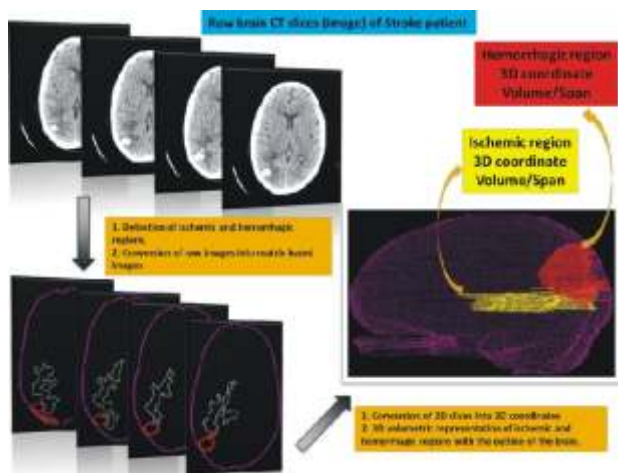 Raw brain CT slices (image) of Stroke patient
Hemorrhagic region
3D coordinate
Volume/Span
Ischemic region
3D coordinate
Volume/Span
1. Detection of ischemic and hemorrhagic
regions.
2. Conversion of raw images into matrix based
images
1. Conversion of 2D slices into 3D coordinates
2. 3D volumetric representation of ischemic and
hemorrhagic regions with the outline of the brain.